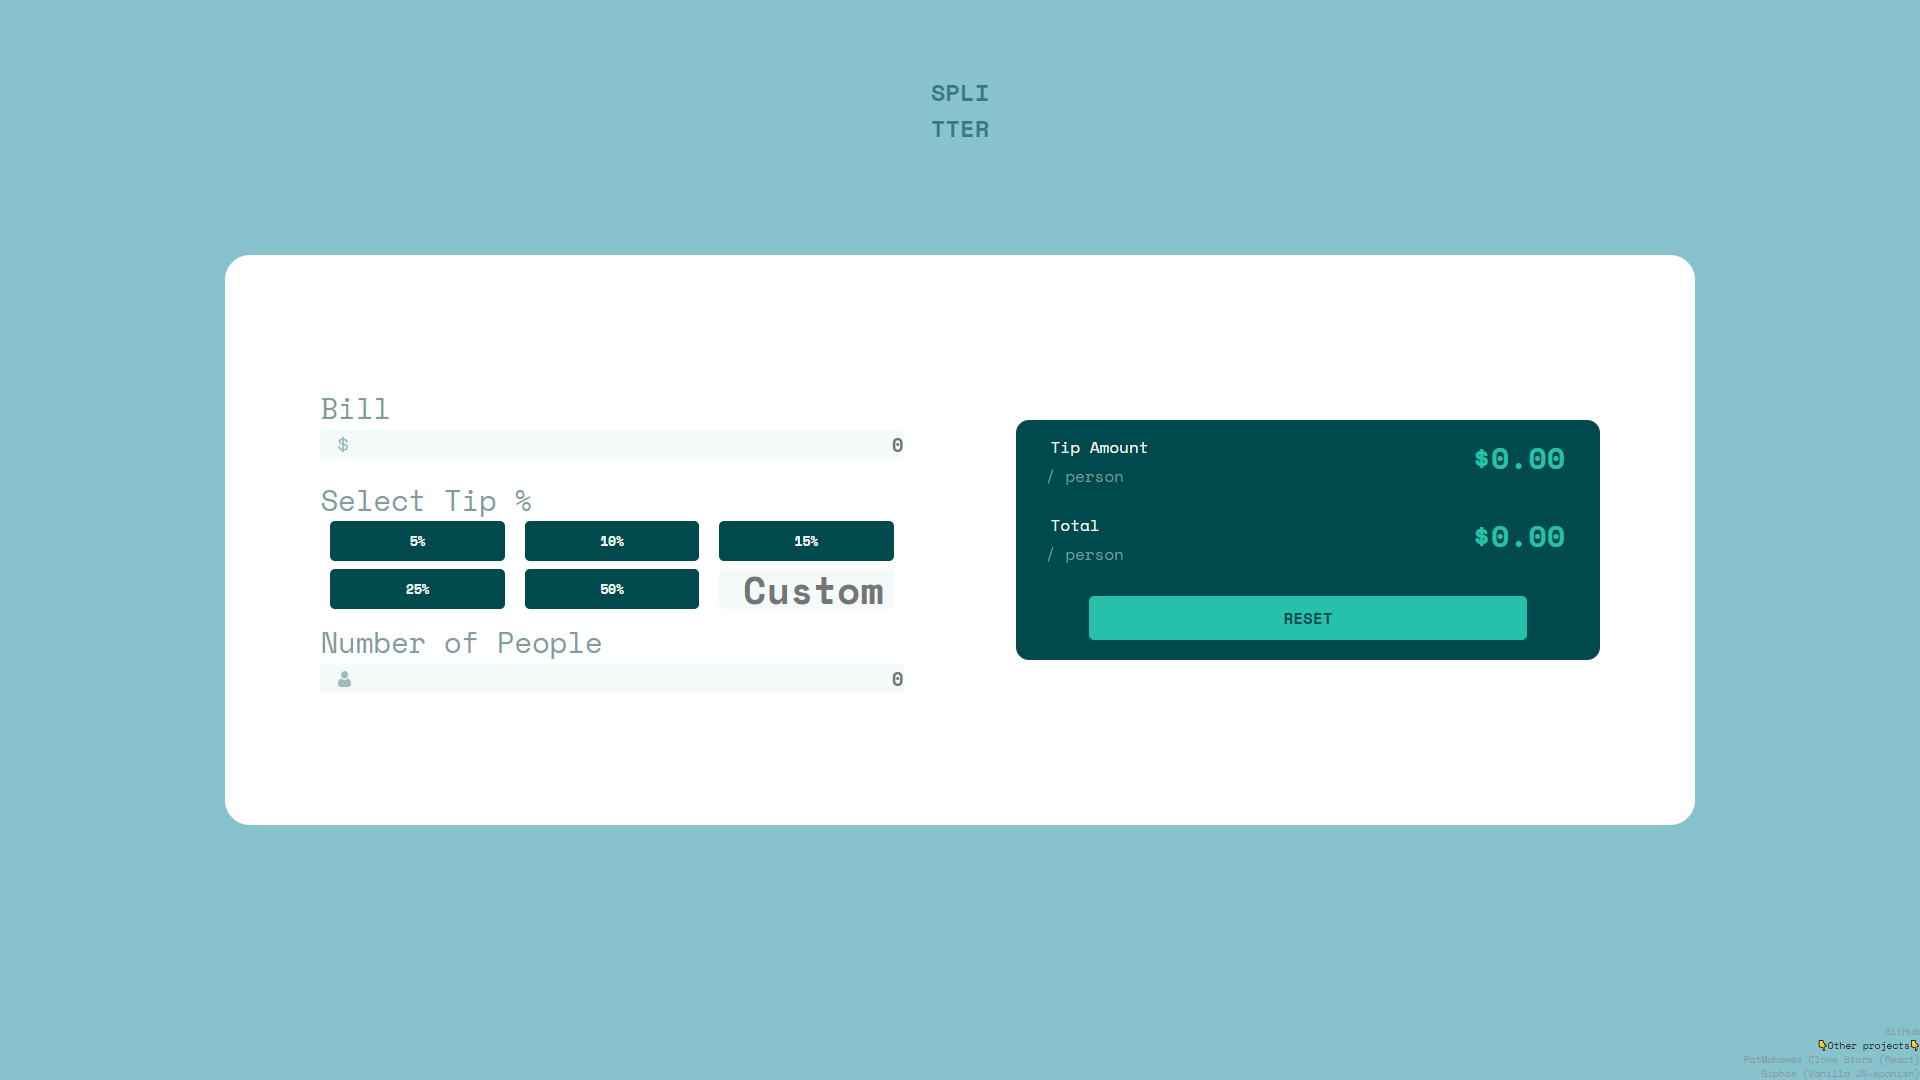 SPLI
TTER
Bill
$ 0
Select Tip %
5% 10% 15%
25% 50% Custom
Number of People
0
Tip Amount
/ person
$0.00
Total
/ person
$0.00
RESET
GitHub
👇Other projects👇
PatMahomes Clone Store (React)
Giphos (Vanilla JS-spanish)